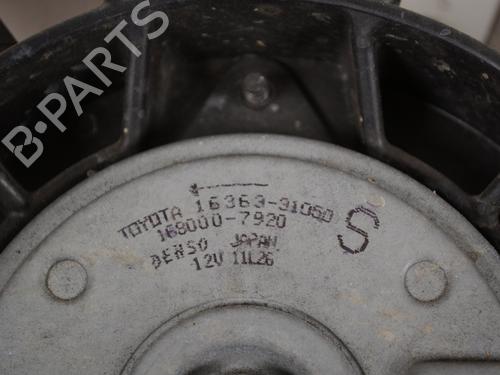 B-PARTS
TOYOTA 16363-31050
168000-7920
DENSO JAPAN
12V 11L26
S